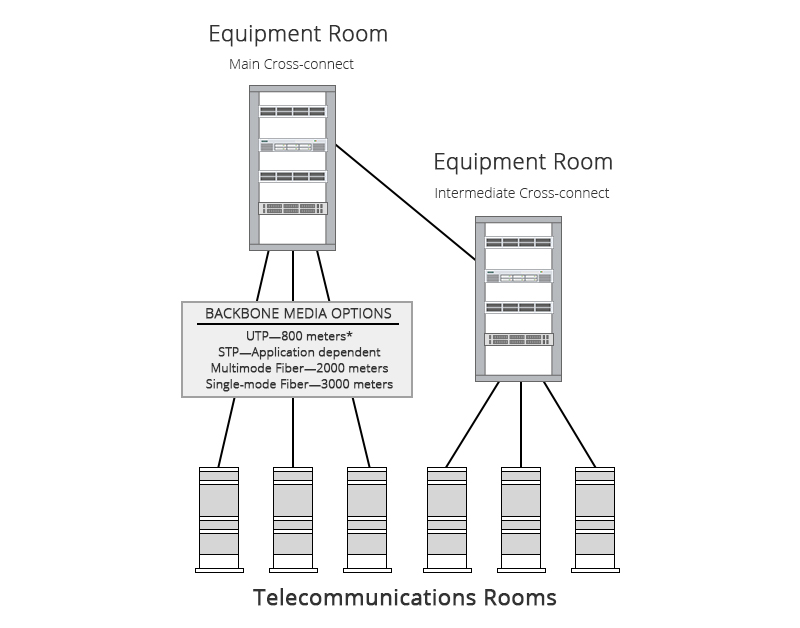 Equipment Room
Main Cross-connect
Equipment Room
Intermediate Cross-connect
BACKBONE MEDIA OPTIONS
UTP—800 meters*
STP—Application dependent
Multimode Fiber—2000 meters
Single-mode Fiber—3000 meters
Telecommunications Rooms